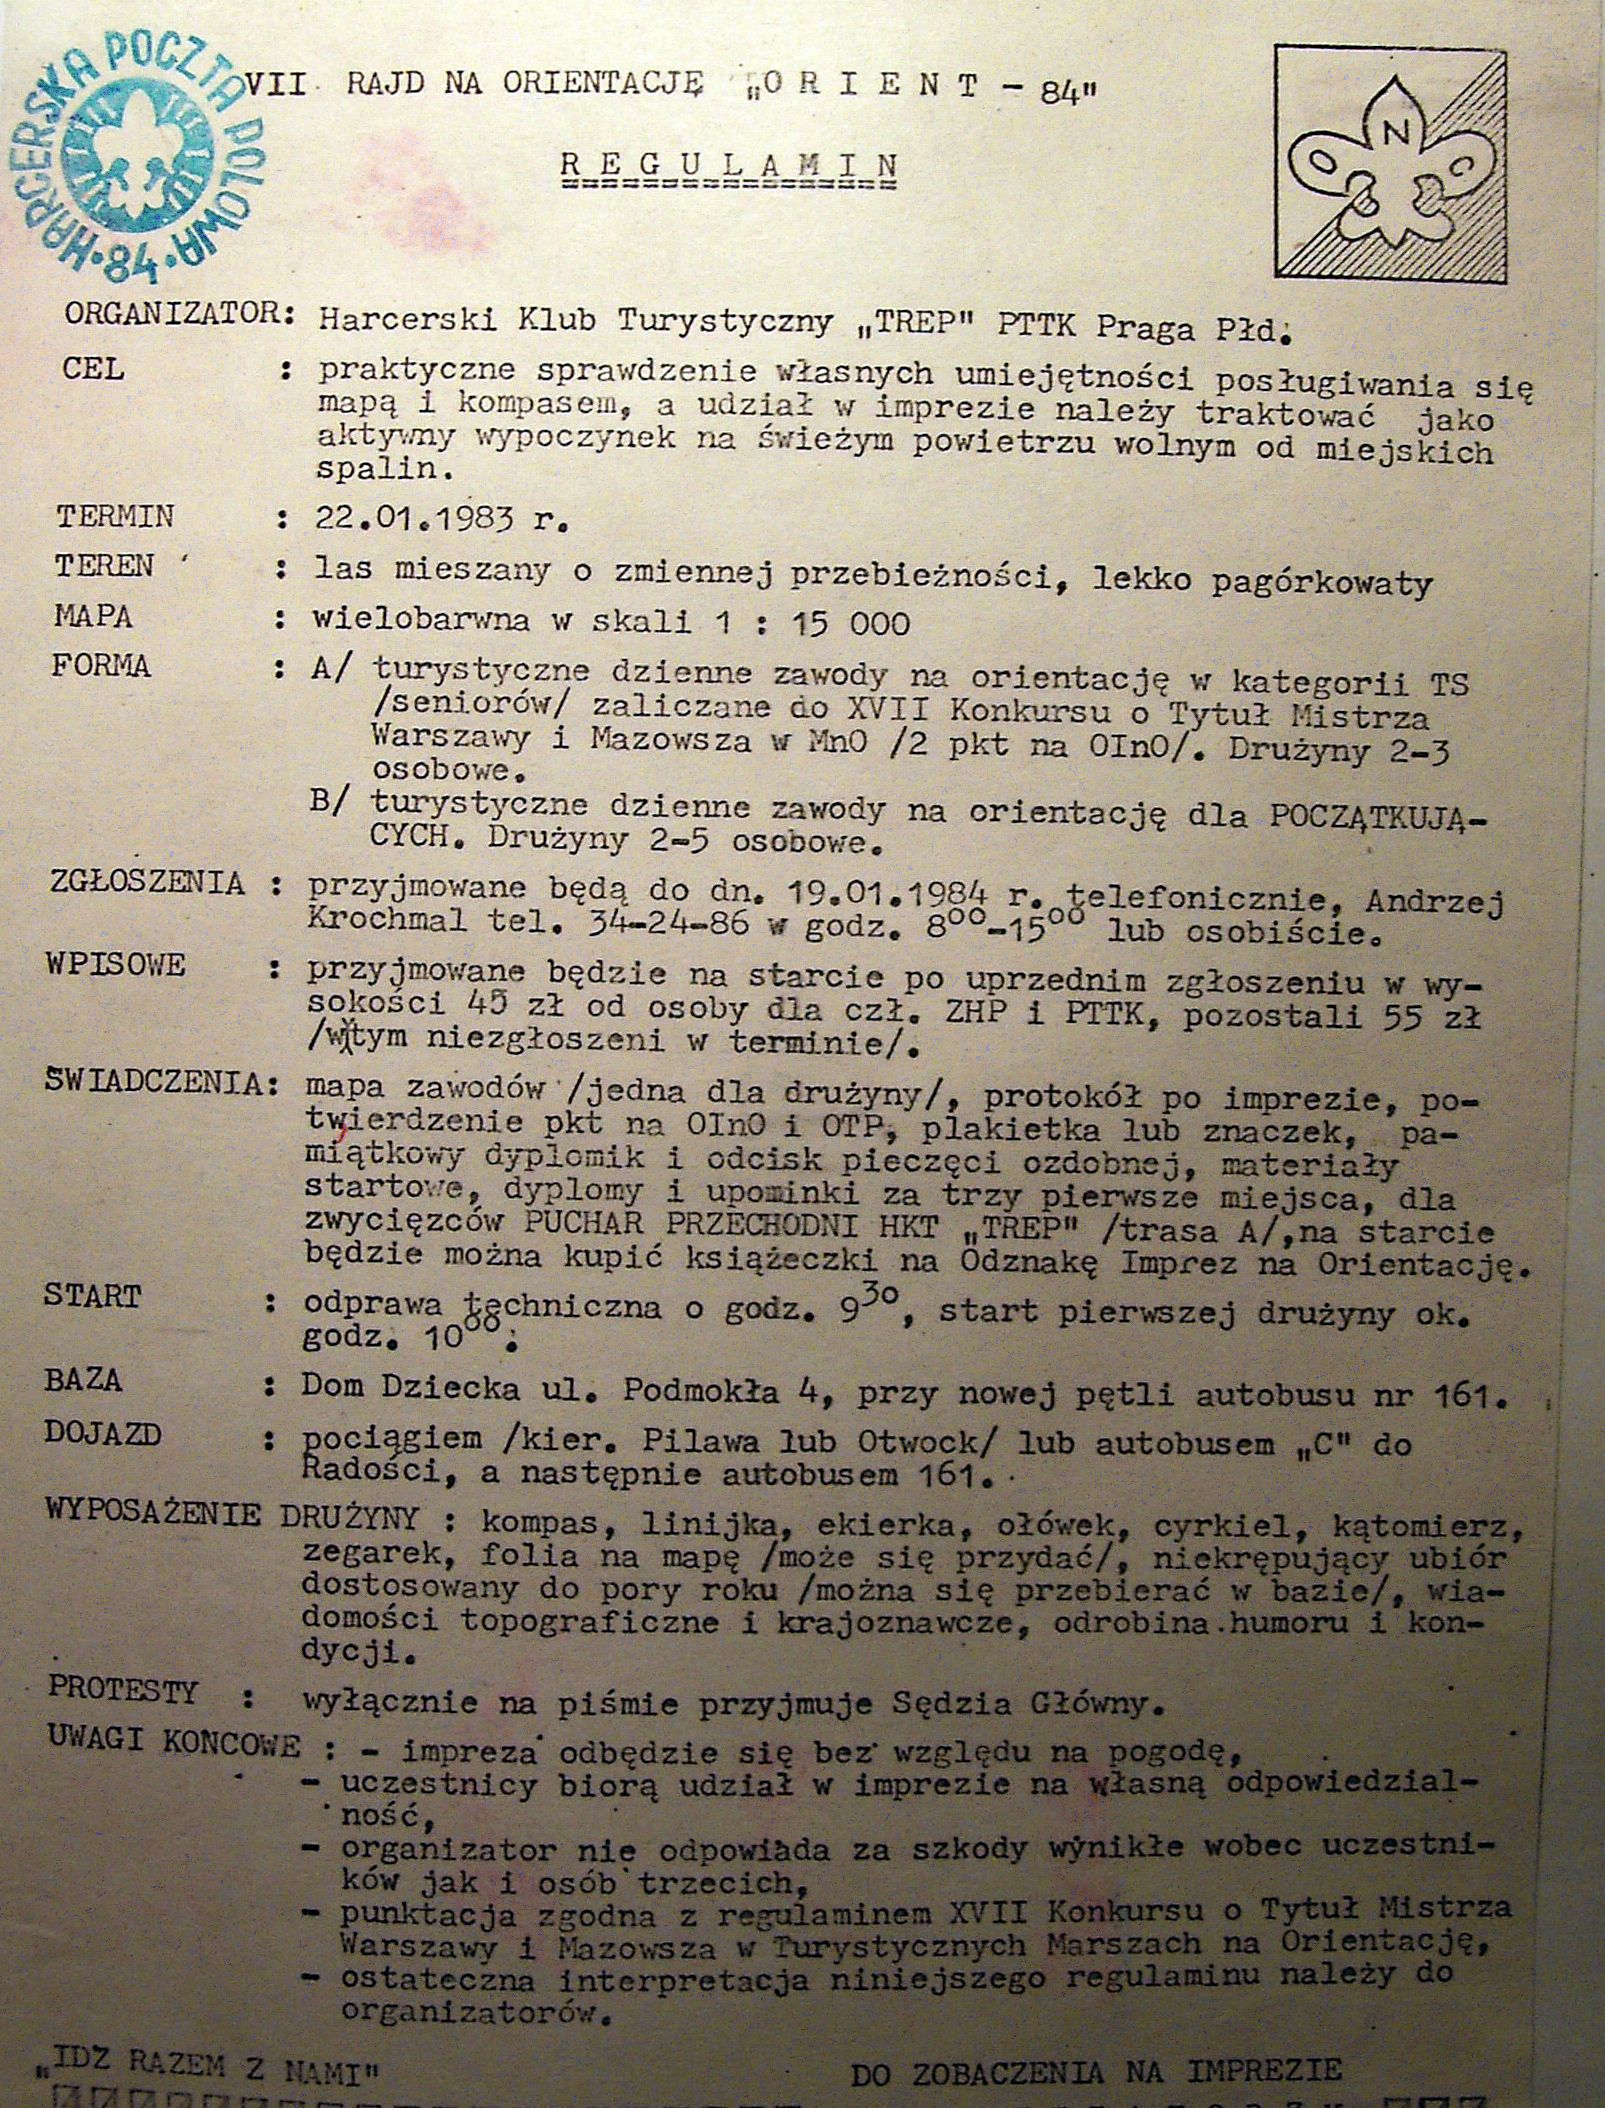 HARCERSKA POCZTA POLOWA
•84•
VII RAJD NA ORIENTACJĘ „O R I E N T - 84"
R E G U L A M I N
O N C
ORGANIZATOR: Harcerski Klub Turystyczny „TREP" PTTK Praga Płd.
CEL : praktyczne sprawdzenie własnych umiejętności posługiwania się
mapą i kompasem, a udział w imprezie należy traktować jako
aktywny wypoczynek na świeżym powietrzu wolnym od miejskich
spalin.
TERMIN : 22.01.1983 r.
TEREN : las mieszany o zmiennej przebieżności, lekko pagórkowaty
MAPA : wielobarwna w skali 1 : 15 000
FORMA : A/ turystyczne dzienne zawody na orientację w kategorii TS
/seniorów/ zaliczane do XVII Konkursu o Tytuł Mistrza
Warszawy i Mazowsza w MnO /2 pkt na OInO/. Drużyny 2-3
osobowe.
B/ turystyczne dzienne zawody na orientację dla POCZĄTKUJĄ-
CYCH. Drużyny 2-5 osobowe.
ZGŁOSZENIA : przyjmowane będą do dn. 19.01.1984 r. telefonicznie, Andrzej
Krochmal tel. 34-24-86 w godz. 8⁰⁰-15⁰⁰ lub osobiście.
WPISOWE : przyjmowane będzie na starcie po uprzednim zgłoszeniu w wy-
sokości 45 zł od osoby dla czł. ZHP i PTTK, pozostali 55 zł
/w tym niezgłoszeni w terminie/.
SWIADCZENIA: mapa zawodów /jedna dla drużyny/, protokół po imprezie, po-
twierdzenie pkt na OInO i OTP, plakietka lub znaczek, pa-
miątkowy dyplomik i odcisk pieczęci ozdobnej, materiały
startowe, dyplomy i upominki za trzy pierwsze miejsca, dla
zwycięzców PUCHAR PRZECHODNI HKT „TREP" /trasa A/,na starcie
będzie można kupić książeczki na Odznakę Imprez na Orientację.
START : odprawa techniczna o godz. 9³⁰, start pierwszej drużyny ok.
godz. 10⁰⁰.
BAZA : Dom Dziecka ul. Podmokła 4, przy nowej pętli autobusu nr 161.
DOJAZD : pociągiem /kier. Pilawa lub Otwock/ lub autobusem „C" do
Radości, a następnie autobusem 161.
WYPOSAŻENIE DRUŻYNY : kompas, linijka, ekierka, ołówek, cyrkiel, kątomierz,
zegarek, folia na mapę /może się przydać/, niekrępujący ubiór
dostosowany do pory roku /można się przebierać w bazie/, wia-
domości topograficzne i krajoznawcze, odrobina humoru i kon-
dycji.
PROTESTY : wyłącznie na piśmie przyjmuje Sędzia Główny.
UWAGI KONCOWE : - impreza odbędzie się bez względu na pogodę,
- uczestnicy biorą udział w imprezie na własną odpowiedzial-
ność,
- organizator nie odpowiada za szkody wynikłe wobec uczestni-
ków jak i osób trzecich,
- punktacja zgodna z regulaminem XVII Konkursu o Tytuł Mistrza
Warszawy i Mazowsza w Turystycznych Marszach na Orientację,
- ostateczna interpretacja niniejszego regulaminu należy do
organizatorów.
„IDZ RAZEM Z NAMI" DO ZOBACZENIA NA IMPREZIE